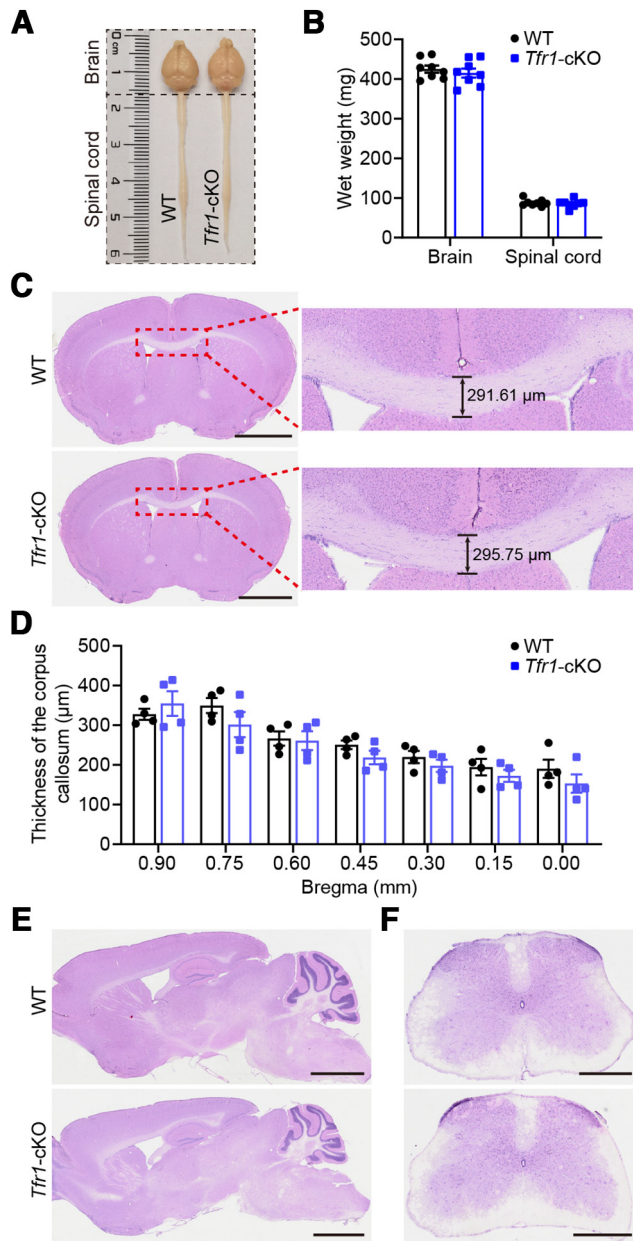 A
Brain
Spinal cord
0 cm
1
2
3
4
5
6
WT
Tfr1-cKO
B
WT
Tfr1-cKO
Wet weight (mg)
500
400
300
200
100
0
Brain
Spinal cord
C
WT
291.61 µm
Tfr1-cKO
295.75 µm
D
WT
Tfr1-cKO
Thickness of the corpus
callosum (µm)
500
400
300
200
100
0
0.90 0.75 0.60 0.45 0.30 0.15 0.00
Bregma (mm)
E
WT
Tfr1-cKO
F